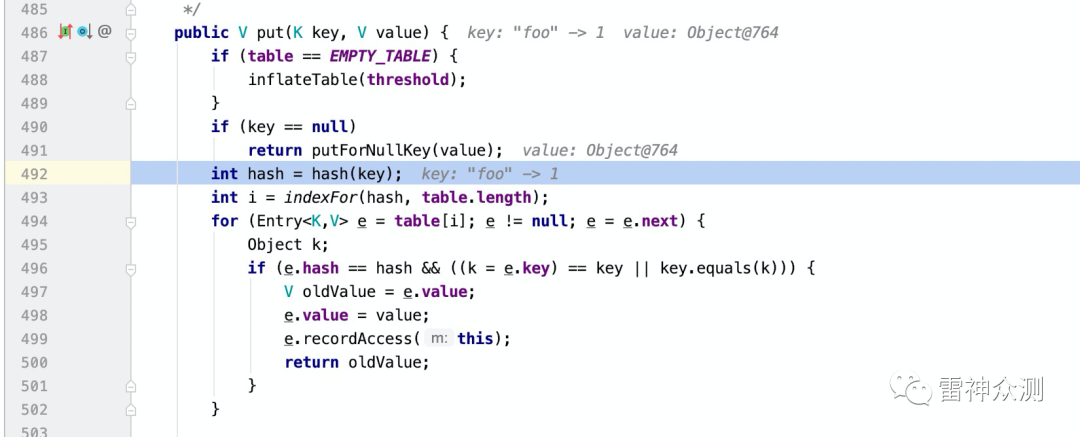 485 */
486 @ public V put(K key, V value) { key: "foo" -> 1 value: Object@764
487 if (table == EMPTY_TABLE) {
488 inflateTable(threshold);
489 }
490 if (key == null)
491 return putForNullKey(value); value: Object@764
492 int hash = hash(key); key: "foo" -> 1
493 int i = indexFor(hash, table.length);
494 for (Entry<K,V> e = table[i]; e != null; e = e.next) {
495 Object k;
496 if (e.hash == hash && ((k = e.key) == key || key.equals(k))) {
497 V oldValue = e.value;
498 e.value = value;
499 e.recordAccess( m: this);
500 return oldValue;
501 }
502 }
503
雷神众测